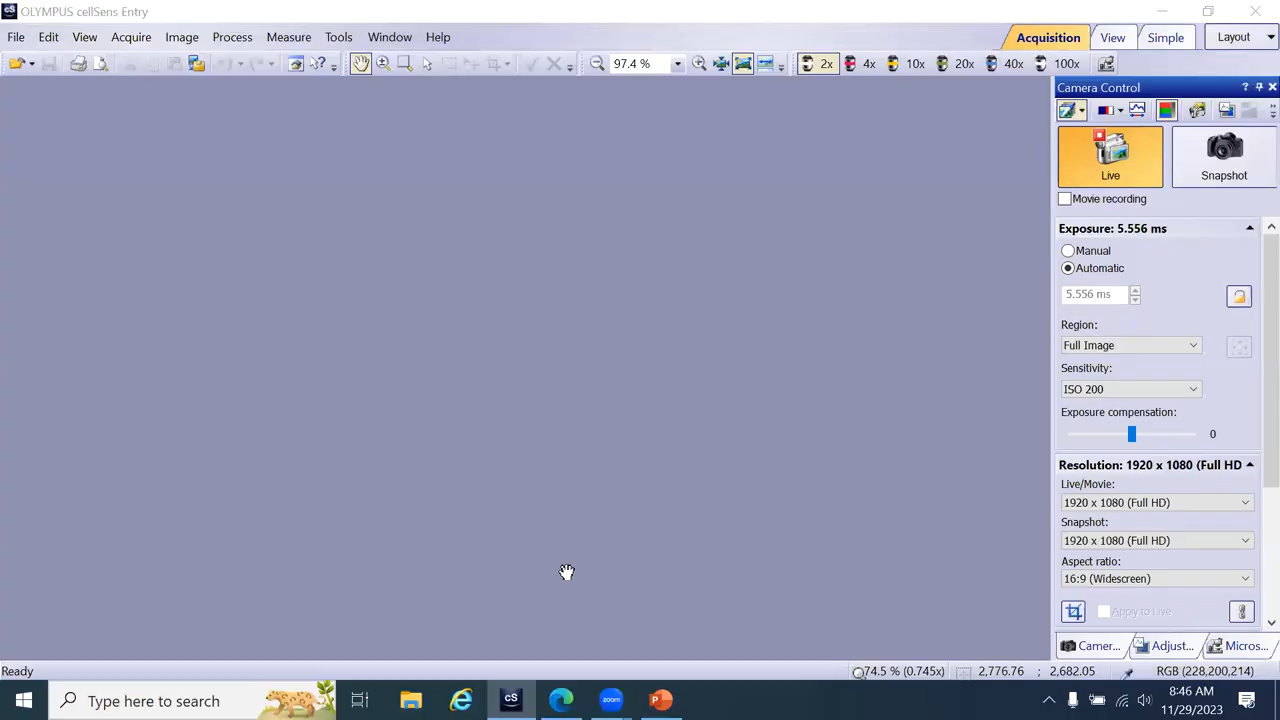 cS OLYMPUS cellSens Entry
File Edit View Acquire Image Process Measure Tools Window Help
Acquisition View Simple Layout
97.4 % 2x 4x 10x 20x 40x 100x
Camera Control
Live Snapshot
Movie recording
Exposure: 5.556 ms
Manual
Automatic
5.556 ms
Region:
Full Image
Sensitivity:
ISO 200
Exposure compensation:
0
Resolution: 1920 x 1080 (Full HD
Live/Movie:
1920 x 1080 (Full HD)
Snapshot:
1920 x 1080 (Full HD)
Aspect ratio:
16:9 (Widescreen)
Apply to Live
Camer... Adjust... Micros...
Ready 74.5 % (0.745x) 2,776.76 ; 2,682.05 RGB (228,200,214)
Type here to search cS zoom 8:46 AM
11/29/2023